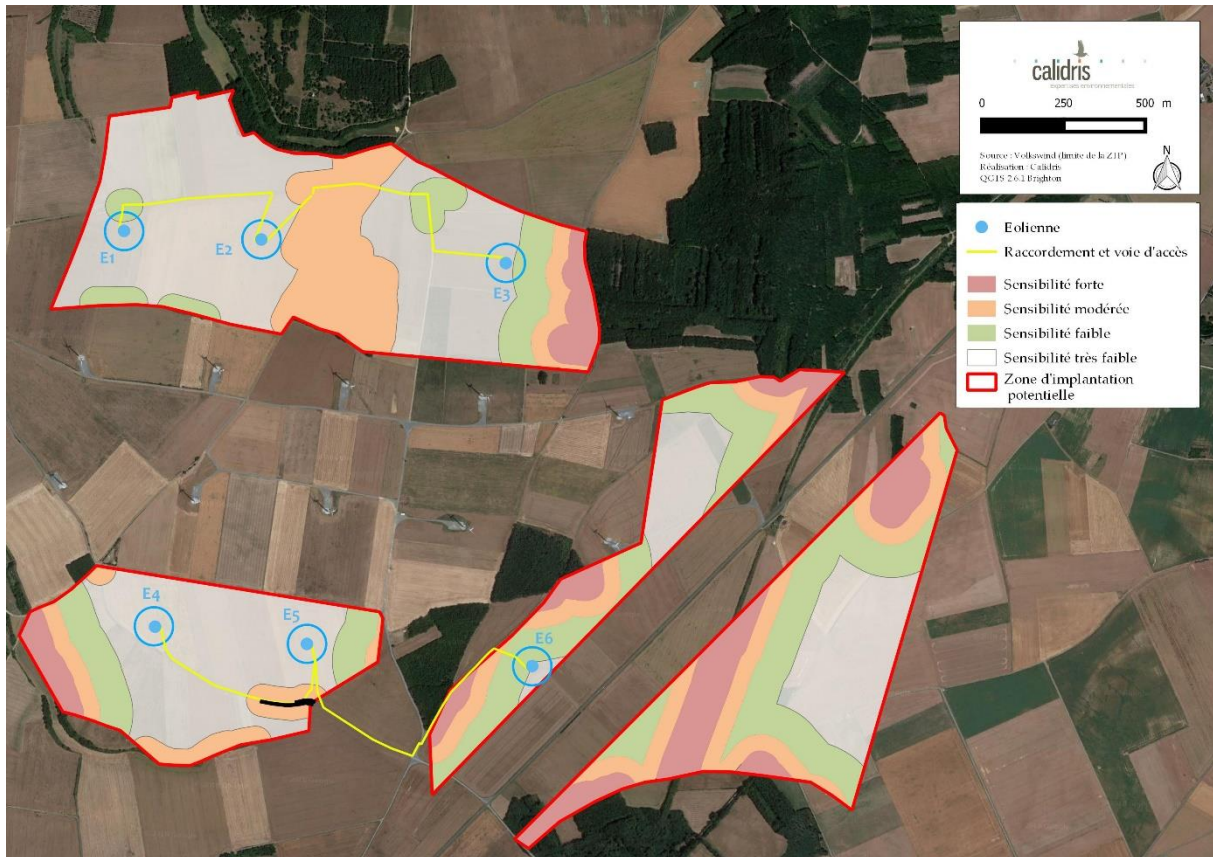 calidris
expertises environnementales
0 250 500 m
Source : Volkswind (limite de la ZIP)
Réalisation : Calidris
QGIS 2.6.1 Brighton
N
Eolienne
Raccordement et voie d'accès
Sensibilité forte
Sensibilité modérée
Sensibilité faible
Sensibilité très faible
Zone d'implantation
potentielle
E1
E2
E3
E4
E5
E6